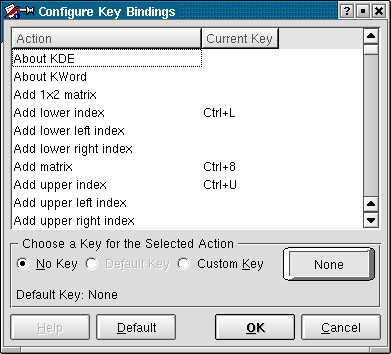 Configure Key Bindings
Action Current Key
About KDE
About KWord
Add 1x2 matrix
Add lower index Ctrl+L
Add lower left index
Add lower right index
Add matrix Ctrl+8
Add upper index Ctrl+U
Add upper left index
Add upper right index
Choose a Key for the Selected Action
No Key Default Key Custom Key None
Default Key: None
Help Default OK Cancel